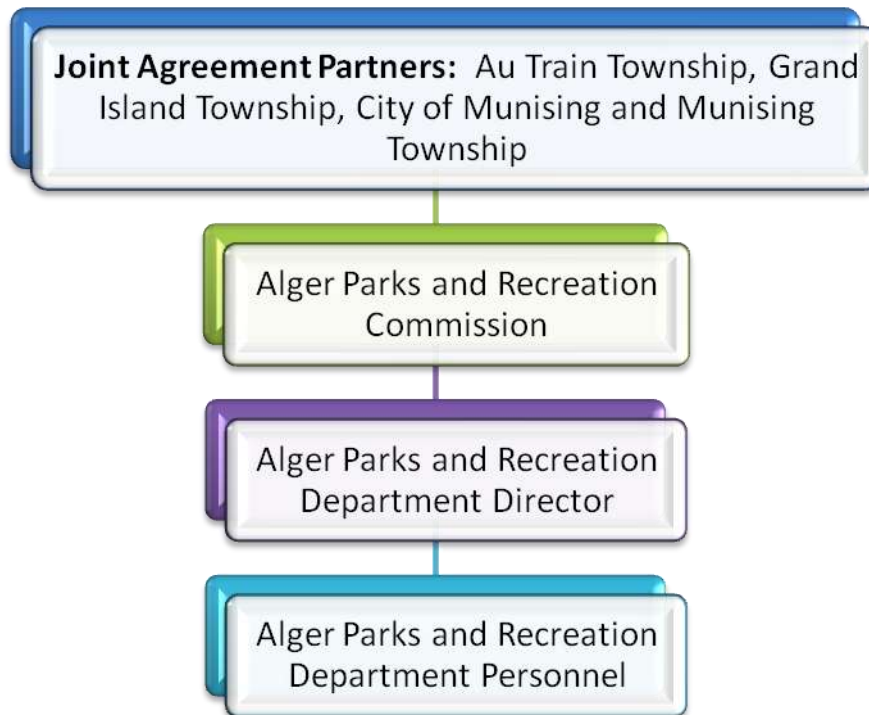 Joint Agreement Partners: Au Train Township, Grand
Island Township, City of Munising and Munising
Township
Alger Parks and Recreation
Commission
Alger Parks and Recreation
Department Director
Alger Parks and Recreation
Department Personnel